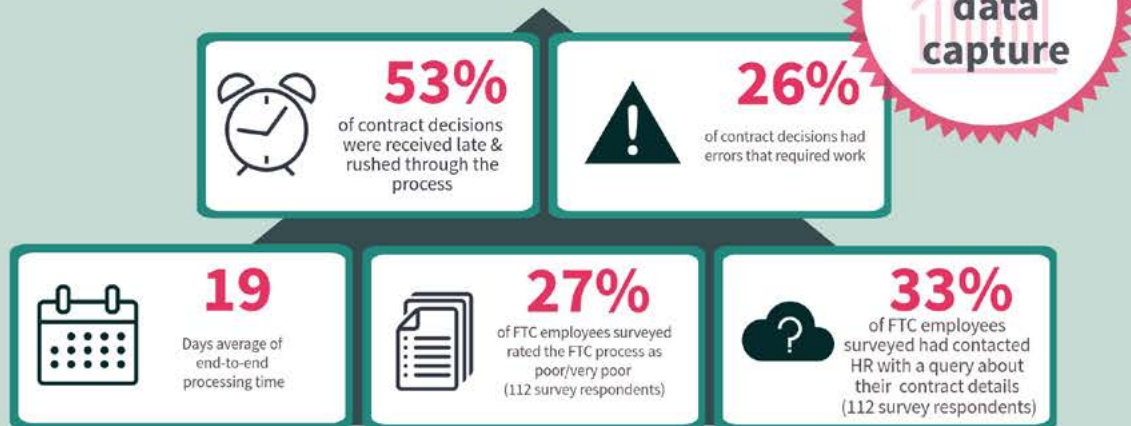 data
capture
53%
of contract decisions
were received late &
rushed through the
process
26%
of contract decisions had
errors that required work
19
Days average of
end-to-end
processing time
27%
of FTC employees surveyed
rated the FTC process as
poor/very poor
(112 survey respondents)
33%
of FTC employees
surveyed had contacted
HR with a query about
their contract details
(112 survey respondents)